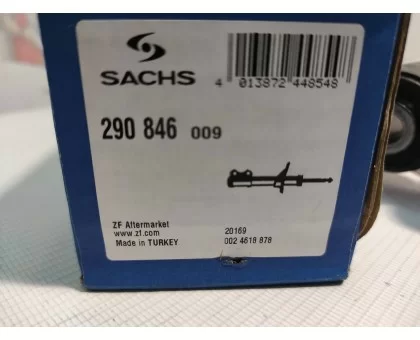 SACHS
4 013872 448548
290 846 009
ZF Aftermarket
www.zf.com
Made in TURKEY
20169
002 4618 878